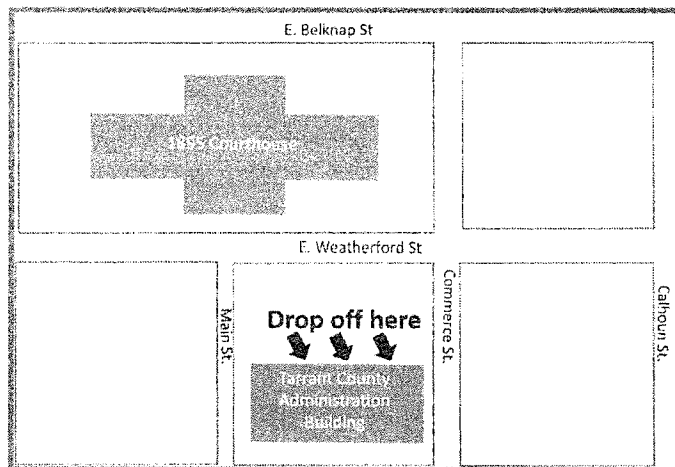 E. Belknap St
1895 Courthouse
E. Weatherford St
Main St.
Commerce St.
Calhoun St.
Drop off here
Tarrant County
Administration
Building